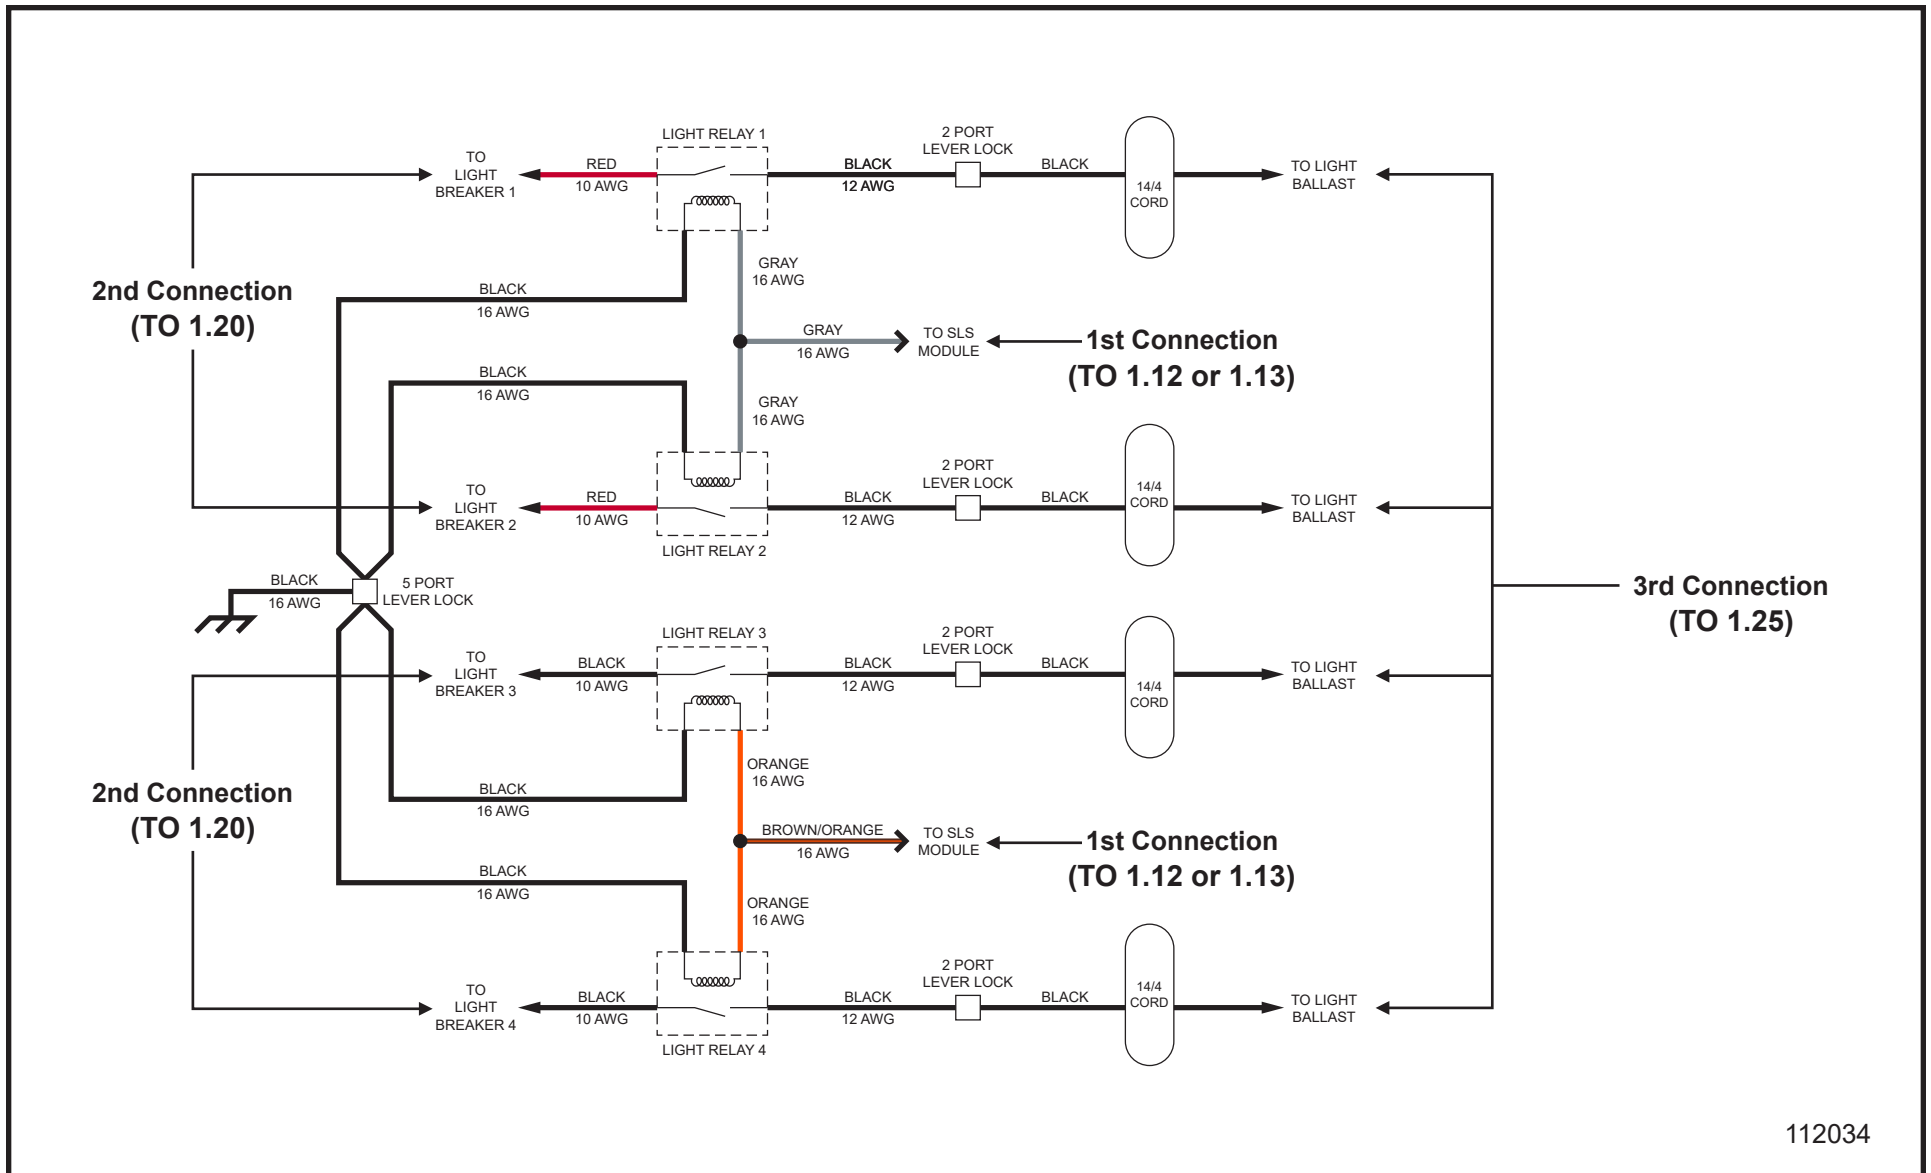 LIGHT RELAY 1
2 PORT
LEVER LOCK
TO
LIGHT
BREAKER 1
RED
10 AWG
BLACK
12 AWG
BLACK
14/4
CORD
TO LIGHT
BALLAST
GRAY
16 AWG
2nd Connection
(TO 1.20)
BLACK
16 AWG
GRAY
16 AWG
TO SLS
MODULE
1st Connection
(TO 1.12 or 1.13)
BLACK
16 AWG
GRAY
16 AWG
2 PORT
LEVER LOCK
TO
LIGHT
BREAKER 2
RED
10 AWG
BLACK
12 AWG
BLACK
14/4
CORD
TO LIGHT
BALLAST
LIGHT RELAY 2
BLACK
16 AWG
5 PORT
LEVER LOCK
3rd Connection
(TO 1.25)
LIGHT RELAY 3
2 PORT
LEVER LOCK
TO
LIGHT
BREAKER 3
BLACK
10 AWG
BLACK
12 AWG
BLACK
14/4
CORD
TO LIGHT
BALLAST
ORANGE
16 AWG
2nd Connection
(TO 1.20)
BLACK
16 AWG
BROWN/ORANGE
16 AWG
TO SLS
MODULE
1st Connection
(TO 1.12 or 1.13)
BLACK
16 AWG
ORANGE
16 AWG
2 PORT
LEVER LOCK
TO
LIGHT
BREAKER 4
BLACK
10 AWG
BLACK
12 AWG
BLACK
14/4
CORD
TO LIGHT
BALLAST
LIGHT RELAY 4
112034